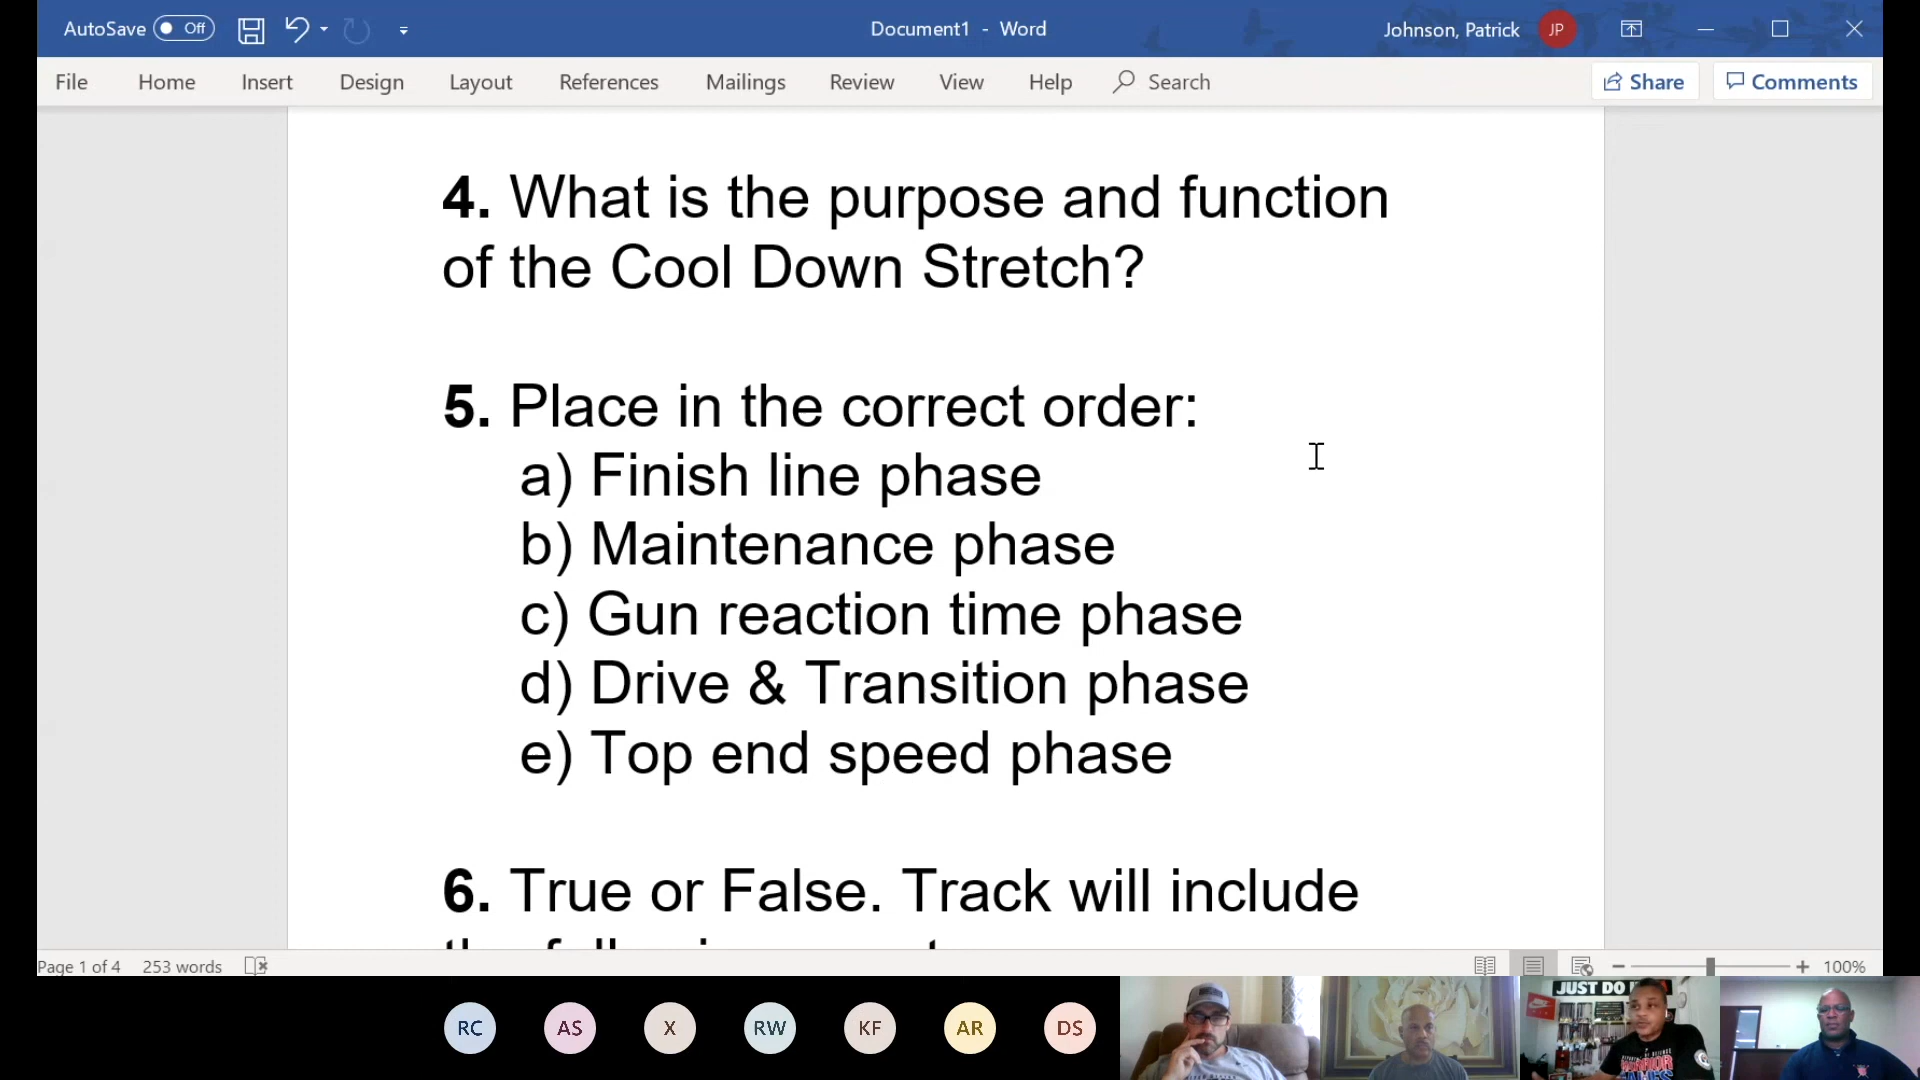 AutoSave Off Document1 - Word Johnson, Patrick JP
File Home Insert Design Layout References Mailings Review View Help Search Share Comments
4. What is the purpose and function
of the Cool Down Stretch?
5. Place in the correct order:
a) Finish line phase
b) Maintenance phase
c) Gun reaction time phase
d) Drive & Transition phase
e) Top end speed phase
6. True or False. Track will include
Page 1 of 4 253 words 100%
RC AS X RW KF AR DS
JUST DO I